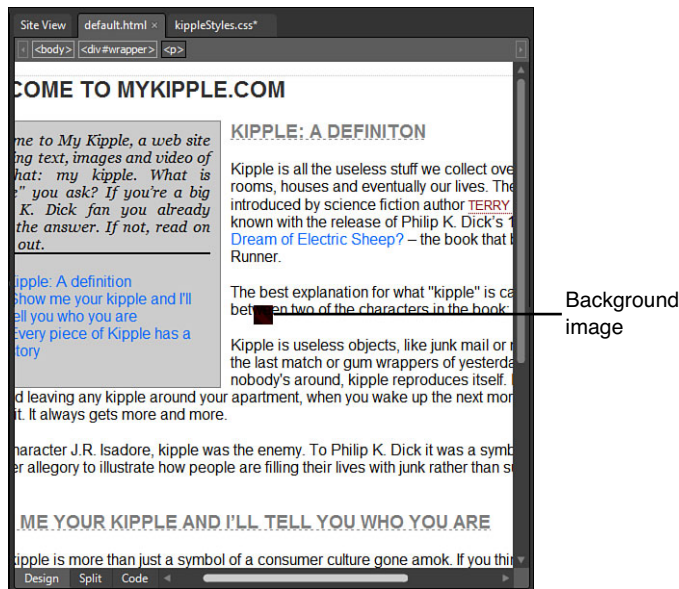 Site View default.html × kippleStyles.css*
<body> <div#wrapper> <p>
COME TO MYKIPPLE.COM
me to My Kipple, a web site
ing text, images and video of
hat: my kipple. What is
e" you ask? If you're a big
K. Dick fan you already
the answer. If not, read on
out.
Kipple: A definition
Show me your kipple and I'll
tell you who you are
Every piece of Kipple has a
story
KIPPLE: A DEFINITON
Kipple is all the useless stuff we collect ove
rooms, houses and eventually our lives. The
introduced by science fiction author TERRY
known with the release of Philip K. Dick's 1
Dream of Electric Sheep? – the book that b
Runner.
The best explanation for what "kipple" is ca
between two of the characters in the book:
Kipple is useless objects, like junk mail or
the last match or gum wrappers of yesterda
nobody's around, kipple reproduces itself.
d leaving any kipple around your apartment, when you wake up the next mor
it. It always gets more and more.
haracter J.R. Isadore, kipple was the enemy. To Philip K. Dick it was a symb
er allegory to illustrate how people are filling their lives with junk rather than su
ME YOUR KIPPLE AND I'LL TELL YOU WHO YOU ARE
kipple is more than just a symbol of a consumer culture gone amok. If you thin
Design Split Code
Background
image